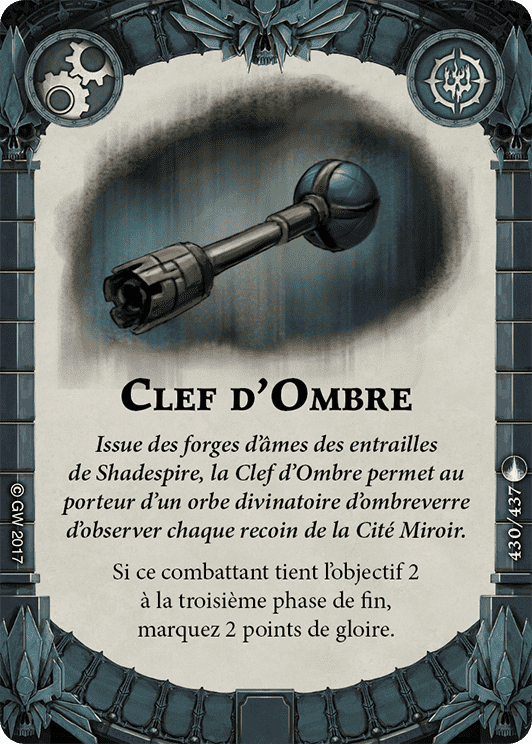 Clef d’Ombre
Issue des forges d’âmes des entrailles
de Shadespire, la Clef d’Ombre permet au
porteur d’un orbe divinatoire d’ombreverre
d’observer chaque recoin de la Cité Miroir.
Si ce combattant tient l’objectif 2
à la troisième phase de fin,
marquez 2 points de gloire.
© GW 2017
430/437